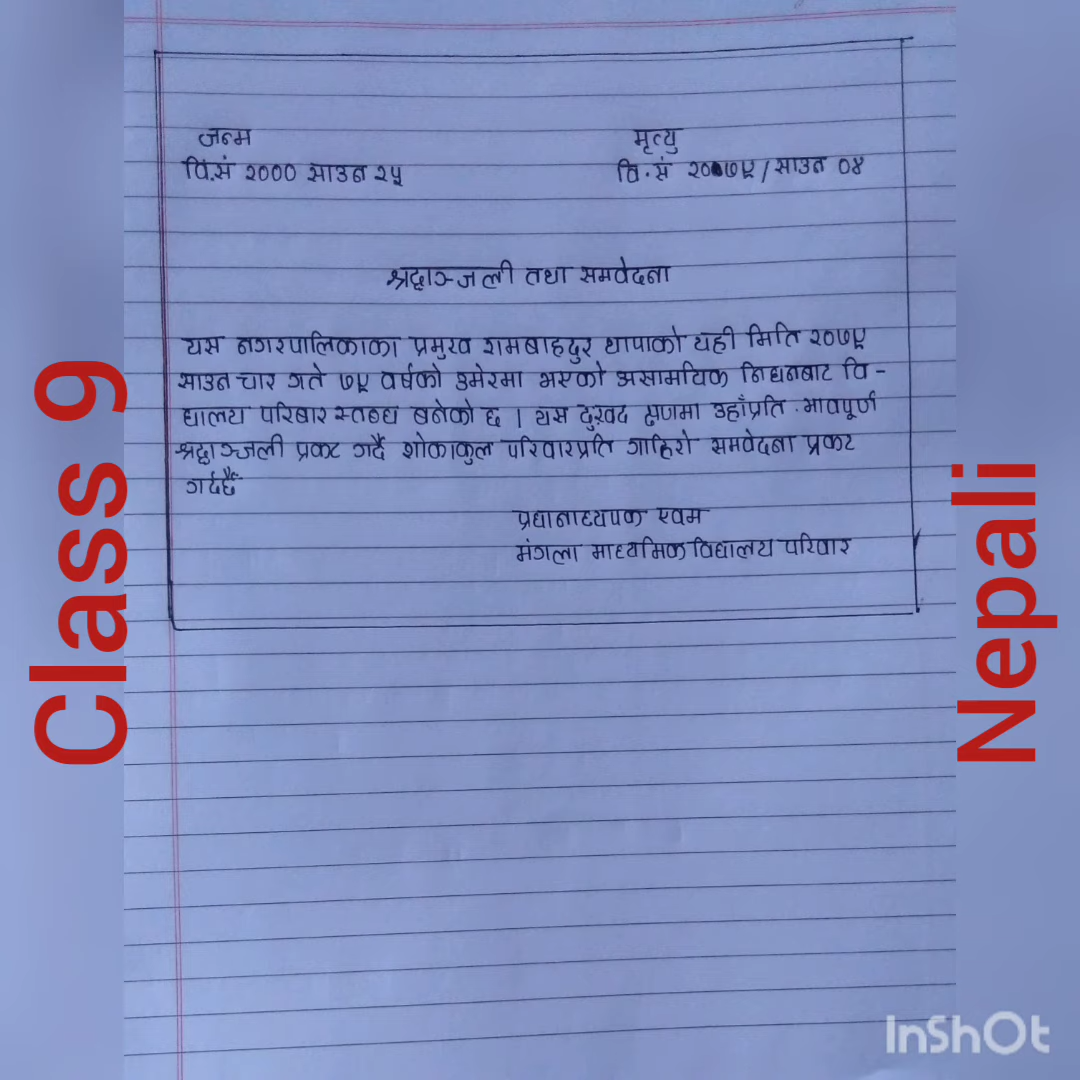 जन्म मृत्यु
वि.सं २००० साउन २५ वि.सं २०७५/साउन ०४
श्रद्धाञ्जली तथा समवेदना
यस नगरपालिकाका प्रमुख रामबाहदुर थापाको यही मिति २०७५
साउन चार गते ७५ वर्षको उमेरमा भएको असामयिक निधनबाट वि-
द्यालय परिबार स्तब्ध बनेको छ । यस दुःखद क्षणमा उहाँप्रति भावपूर्ण
श्रद्धाञ्जली प्रकट गर्दै शोकाकुल परिवारप्रति गहिरो समवेदना प्रकट
गर्दछौँ
प्रधानाध्यपक एवम
मंगला माध्यमिक विद्यालय परिवार
Class 9
Nepali
InShOt